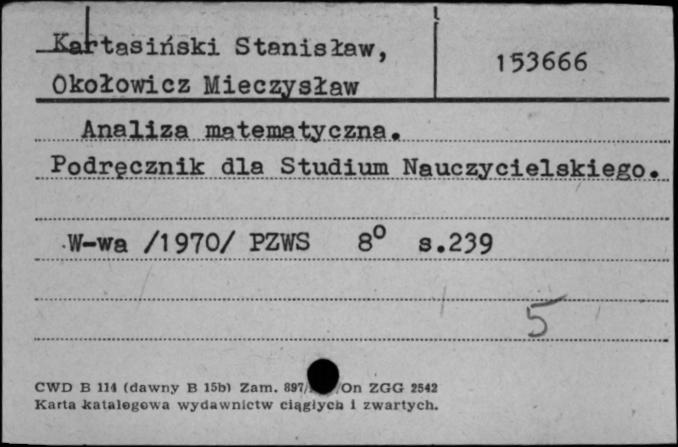 Kartasiński Stanisław,
153666
Okołowicz Mieczysław
Analiza matematyczna.
Podręcznik dla Studium Nauczycielskiego.
W-wa /1970/ PZWS 8° s.239
5
CWD B 114 (dawny B 15b) Zam. 897/ /On ZGG 2542
Karta katalogowa wydawnictw ciągłych i zwartych.